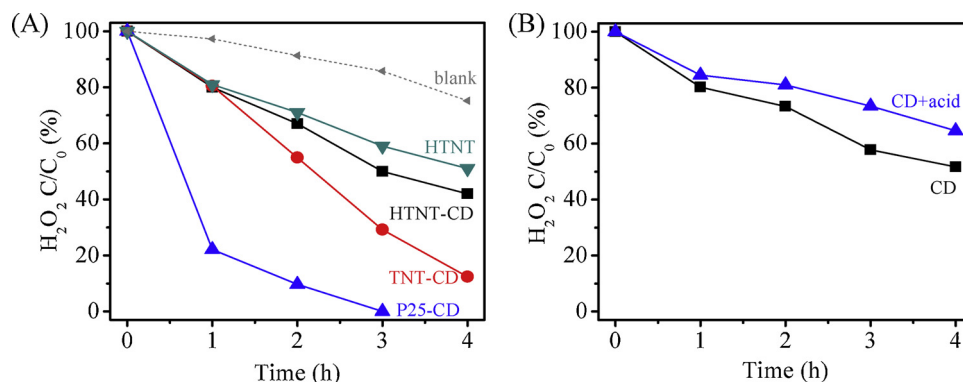 (A)
H₂O₂ C/C₀ (%)
100
80
60
40
20
0
blank
HTNT
HTNT-CD
TNT-CD
P25-CD
0 1 2 3 4
Time (h)
(B)
H₂O₂ C/C₀ (%)
100
80
60
40
20
0
CD+acid
CD
0 1 2 3 4
Time (h)